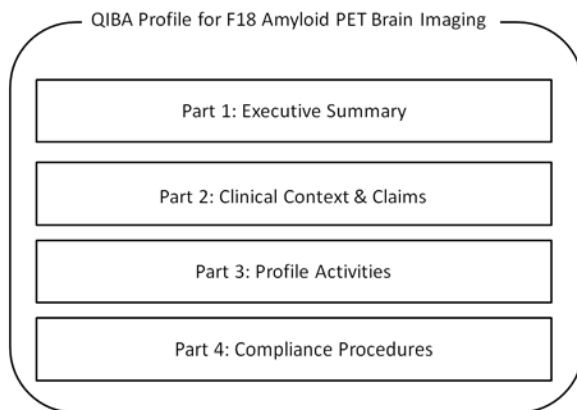 QIBA Profile for F18 Amyloid PET Brain Imaging
Part 1: Executive Summary
Part 2: Clinical Context & Claims
Part 3: Profile Activities
Part 4: Compliance Procedures